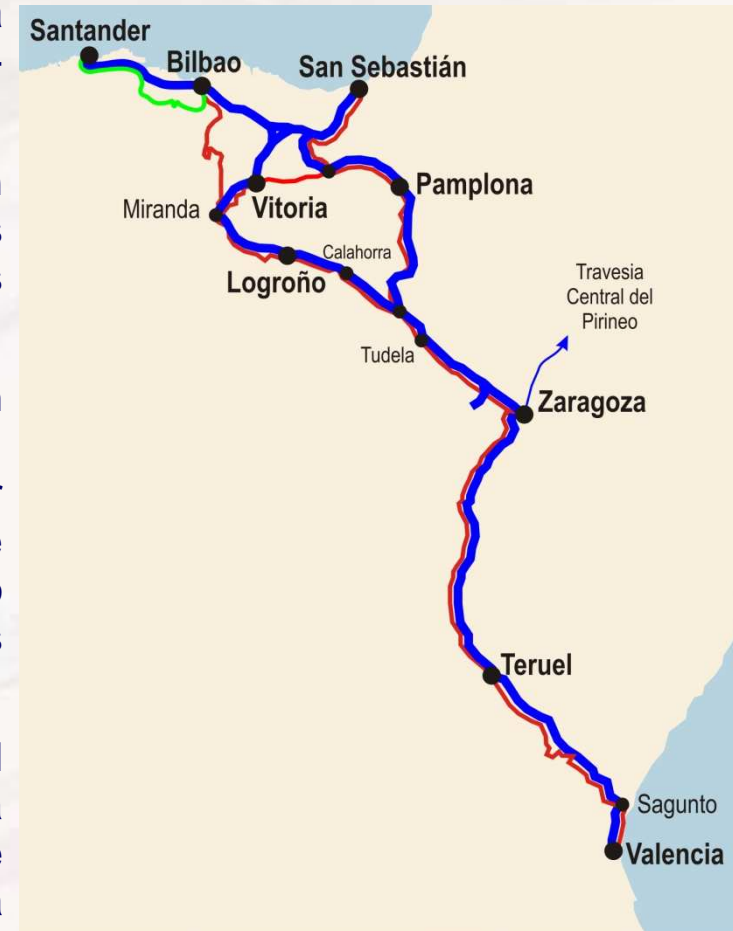 Santander
Bilbao
San Sebastián
Pamplona
Miranda
Vitoria
Calahorra
Logroño
Travesia
Central del
Pirineo
Tudela
Zaragoza
Teruel
Sagunto
Valencia